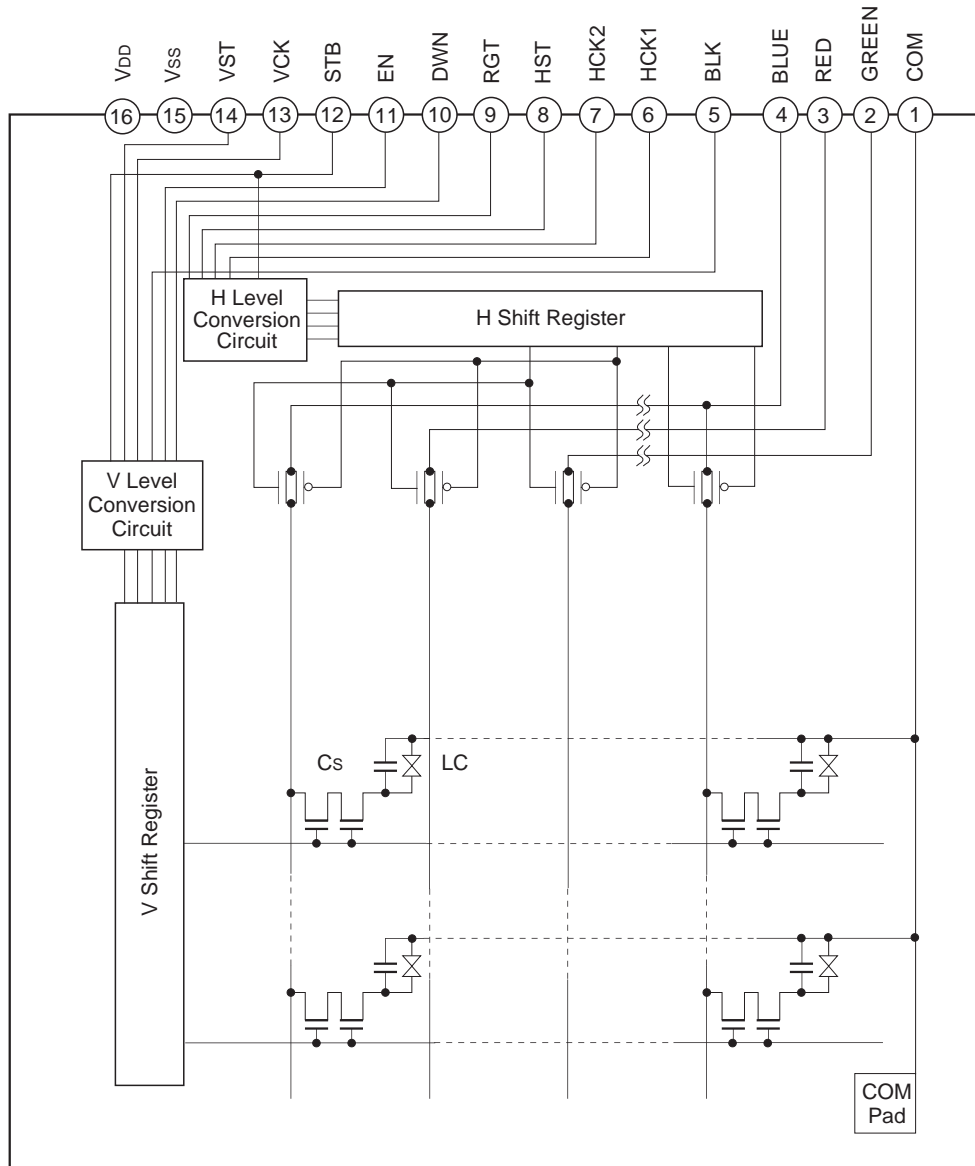 VDD
VSS
VST
VCK
STB
EN
DWN
RGT
HST
HCK2
HCK1
BLK
BLUE
RED
GREEN
COM
16
15
14
13
12
11
10
9
8
7
6
5
4
3
2
1
H Level
Conversion
Circuit
H Shift Register
V Level
Conversion
Circuit
V Shift Register
Cs
LC
COM
Pad